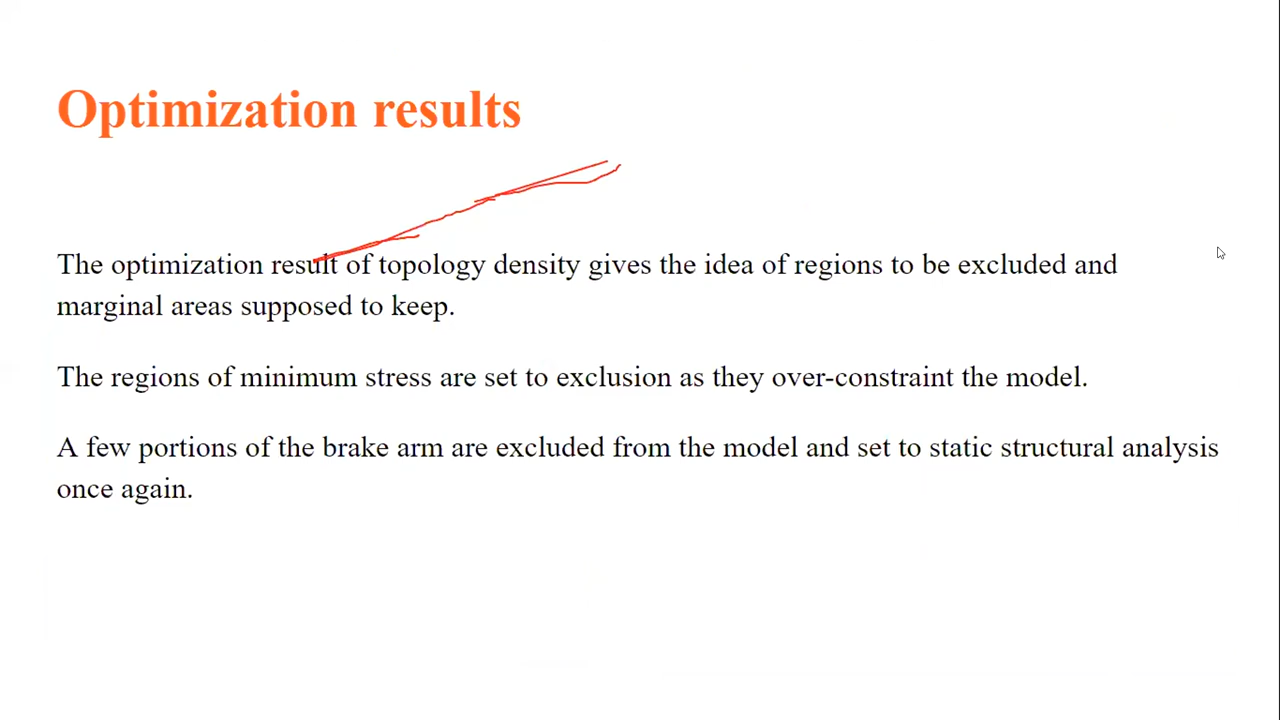 Optimization results
The optimization result of topology density gives the idea of regions to be excluded and
marginal areas supposed to keep.
The regions of minimum stress are set to exclusion as they over-constraint the model.
A few portions of the brake arm are excluded from the model and set to static structural analysis
once again.